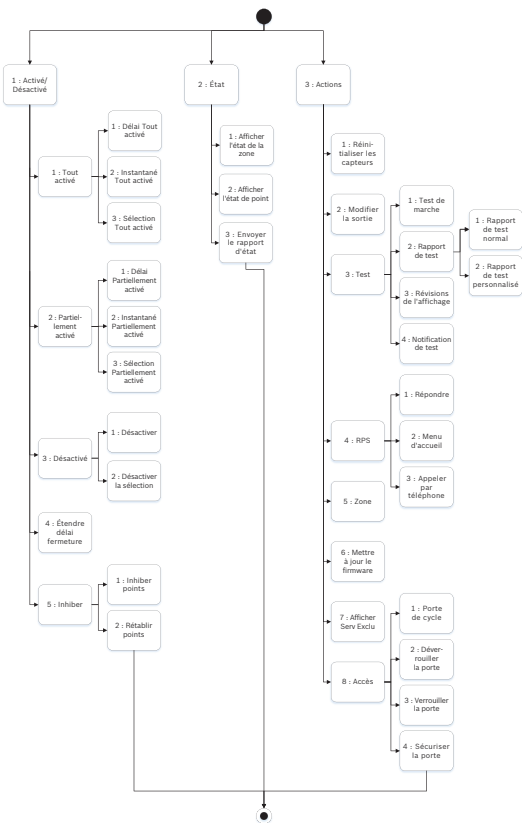 1 : Activé/
Désactivé
2 : État
3 : Actions
1 : Tout
activé
1 : Délai Tout
activé
2 : Instantané
Tout activé
3 : Sélection
Tout activé
2 : Partiel-
lement
activé
1 : Délai
Partiellement
activé
2 : Instantané
Partiellement
activé
3 : Sélection
Partiellement
activé
3 : Désactivé
1 : Désactiver
2 : Désactiver
la sélection
4 : Étendre
délai
fermeture
5 : Inhiber
1 : Inhiber
points
2 : Rétablir
points
1 : Afficher
l'état de la
zone
2 : Afficher
l'état de point
3 : Envoyer
le rapport
d'état
1 : Réini-
tialiser les
capteurs
2 : Modifier
la sortie
3 : Test
1 : Test de
marche
2 : Rapport
de test
1 : Rapport
de test
normal
2 : Rapport
de test
personnalisé
3 : Révisions
de l'affichage
4 : Notification
de test
4 : RPS
1 : Répondre
2 : Menu
d'accueil
3 : Appeler
par
téléphone
5 : Zone
6 : Mettre
à jour le
firmware
7 : Afficher
Serv Exclu
8 : Accès
1 : Porte
de cycle
2 : Déver-
rouiller
la porte
3 : Verrouiller
la porte
4 : Sécuriser
la porte